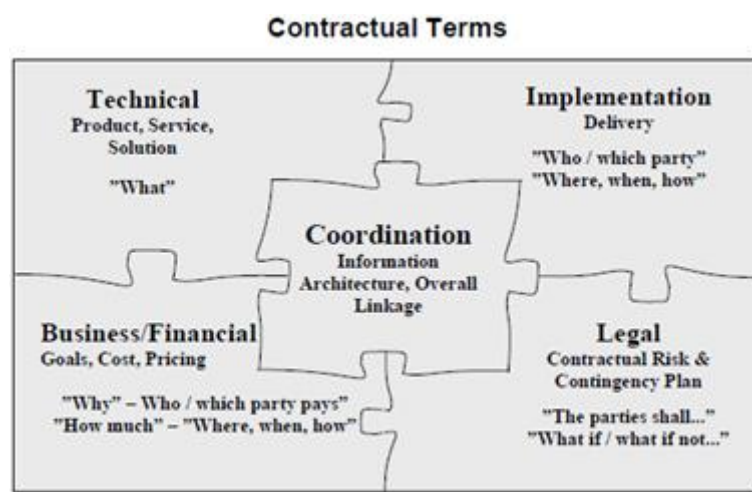 Contractual Terms
Technical
Product, Service,
Solution
"What"
Implementation
Delivery
"Who / which party"
"Where, when, how"
Coordination
Information
Architecture, Overall
Linkage
Business/Financial
Goals, Cost, Pricing
"Why" – Who / which party pays"
"How much" – "Where, when, how"
Legal
Contractual Risk &
Contingency Plan
"The parties shall..."
"What if / what if not..."